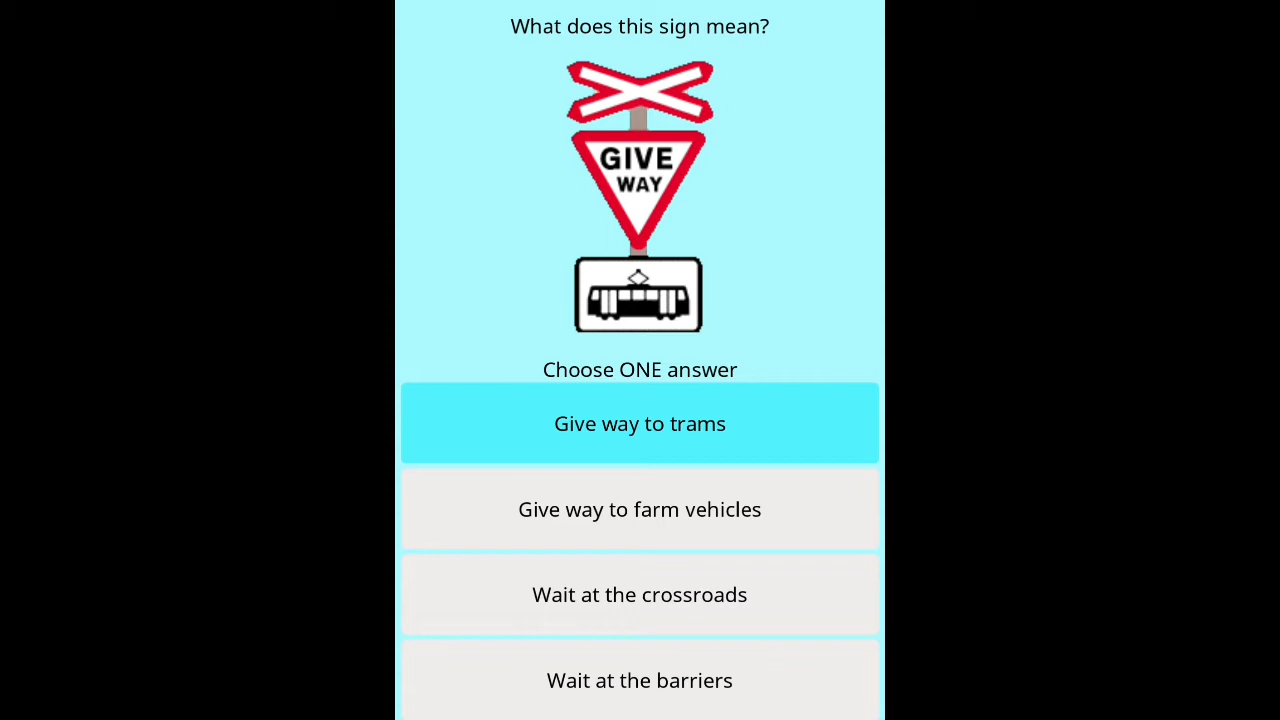 What does this sign mean?
GIVE
WAY
Choose ONE answer
Give way to trams
Give way to farm vehicles
Wait at the crossroads
Wait at the barriers